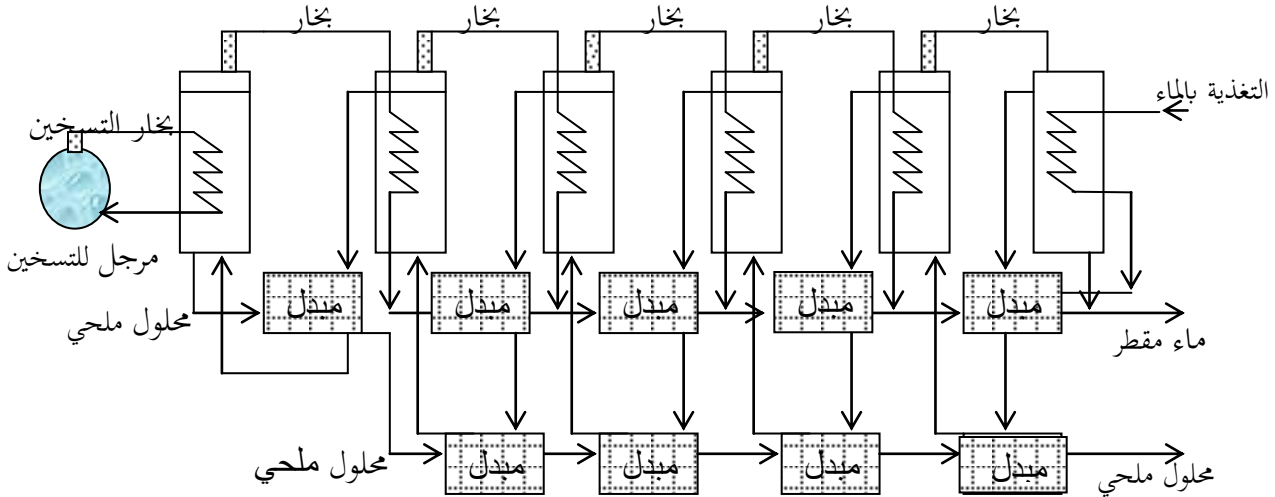 بخار
بخار
بخار
بخار
بخار
التغذية بالماء
بخار التسخين
مرجل للتسخين
مبدل
مبدل
مبدل
مبدل
مبدل
محلول ملحي
ماء مقطر
محلول ملحي
مبدل
مبدل
مبدل
مبدل
محلول ملحي